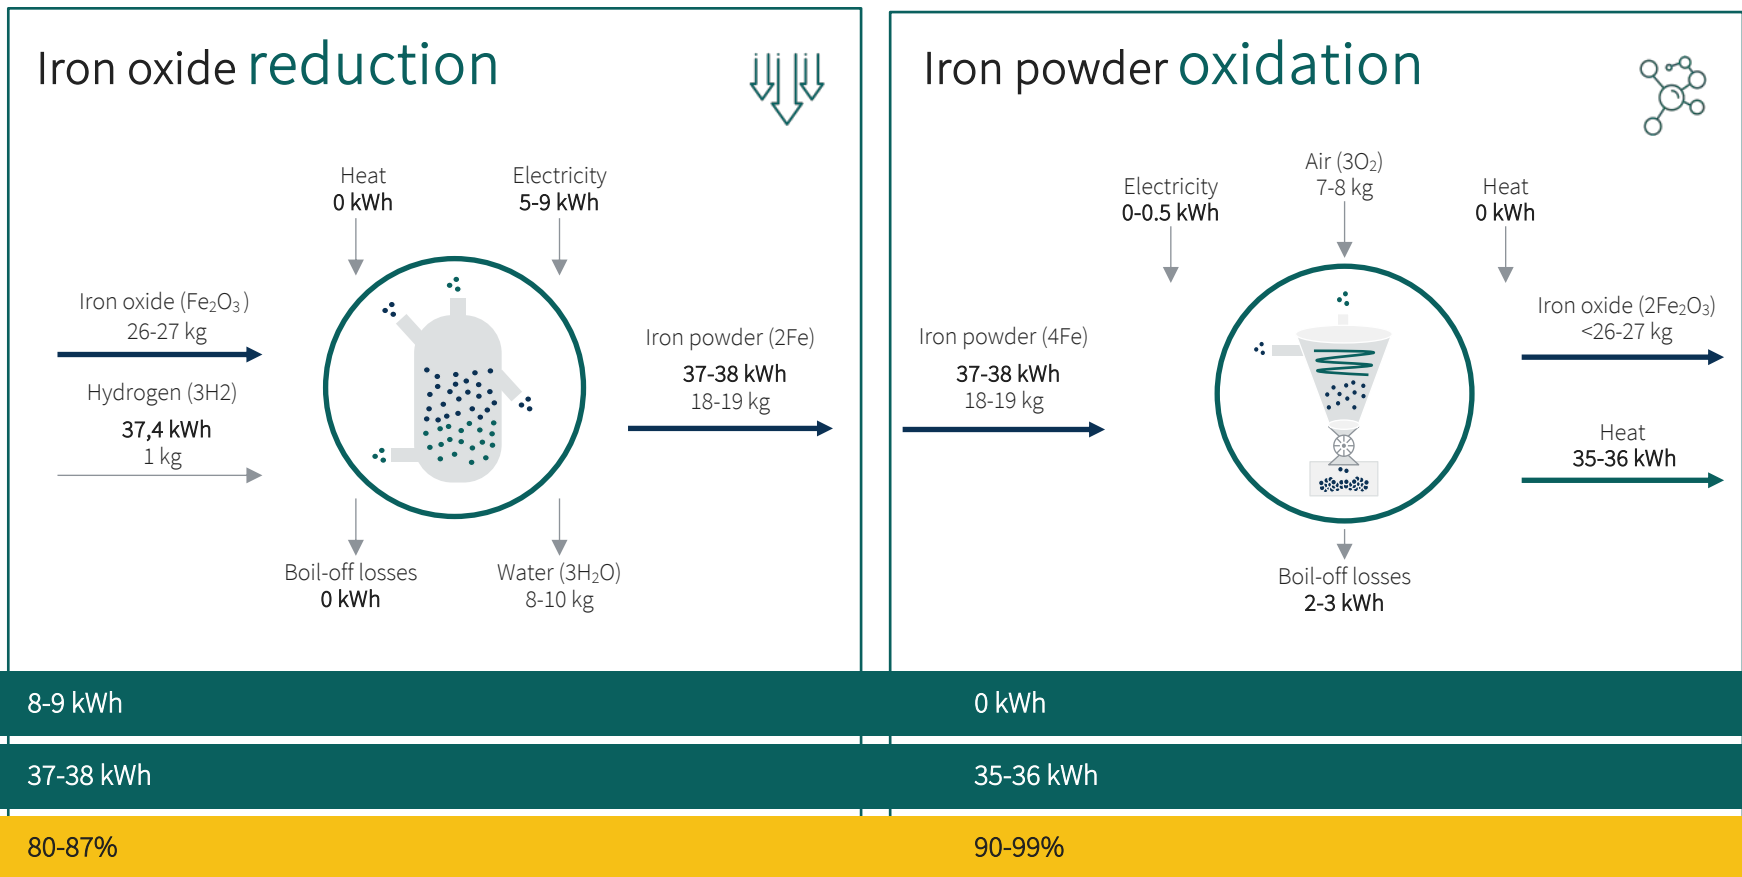 Iron oxide reduction
Heat
0 kWh
Electricity
5-9 kWh
Iron oxide (Fe₂O₃)
26-27 kg
Hydrogen (3H2)
37,4 kWh
1 kg
Iron powder (2Fe)
37-38 kWh
18-19 kg
Boil-off losses
0 kWh
Water (3H₂O)
8-10 kg
Iron powder oxidation
Electricity
0-0.5 kWh
Air (3O₂)
7-8 kg
Heat
0 kWh
Iron powder (4Fe)
37-38 kWh
18-19 kg
Iron oxide (2Fe₂O₃)
<26-27 kg
Heat
35-36 kWh
Boil-off losses
2-3 kWh
8-9 kWh
0 kWh
37-38 kWh
35-36 kWh
80-87%
90-99%